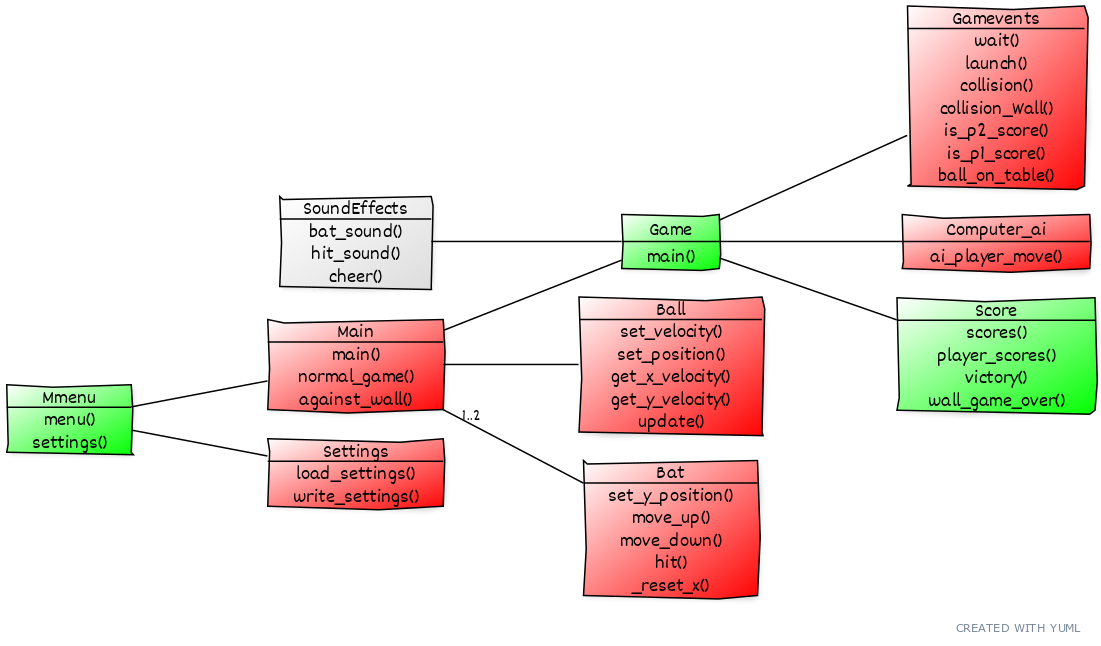 Gamevents
wait()
launch()
collision()
collision_Wall()
is_p2_score()
is_p1_score()
ball_on_table()
SoundEffects
bat_sound()
hit_sound()
cheer()
Game
main()
Computer_ai
ai_player_move()
Main
main()
normal_game()
against_wall()
Ball
set_velocity()
set_position()
get_x_velocity()
get_y_velocity()
update()
Score
scores()
player_scores()
victory()
wall_game_over()
Mmenu
menu()
settings()
1..2
Settings
load_settings()
write_settings()
Bat
set_y_position()
move_up()
move_down()
hit()
_reset_x()
CREATED WITH YUML